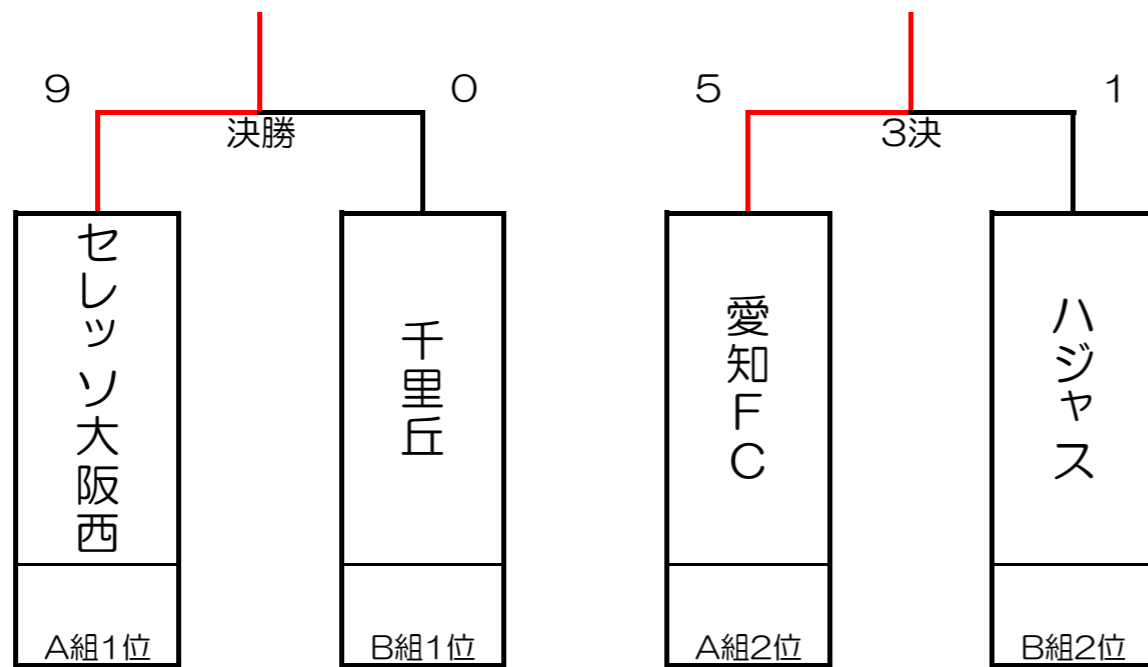 9
0
5
1
決勝
3決
セレッソ大阪西
千里丘
愛知FC
ハジャス
A組1位
B組1位
A組2位
B組2位